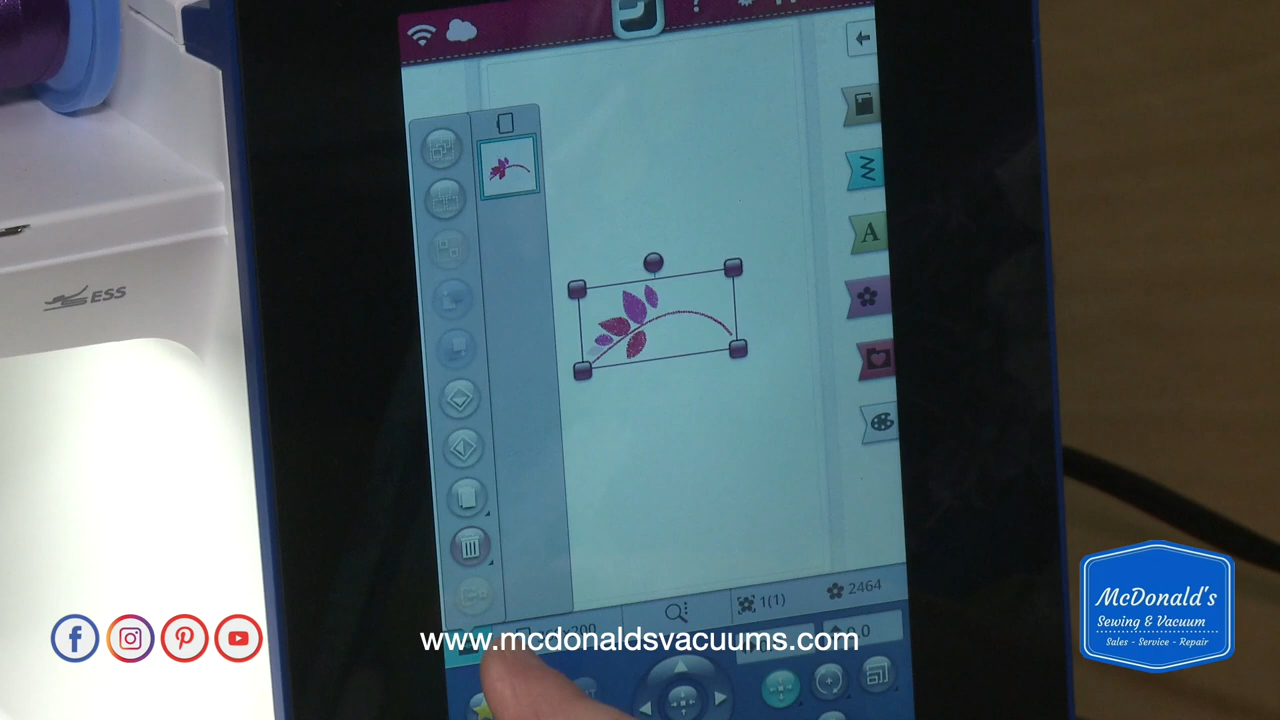 ESS
A
1(1)
2464
www.mcdonaldsvacuums.com
McDonald's
Sewing & Vacuum
Sales - Service - Repair